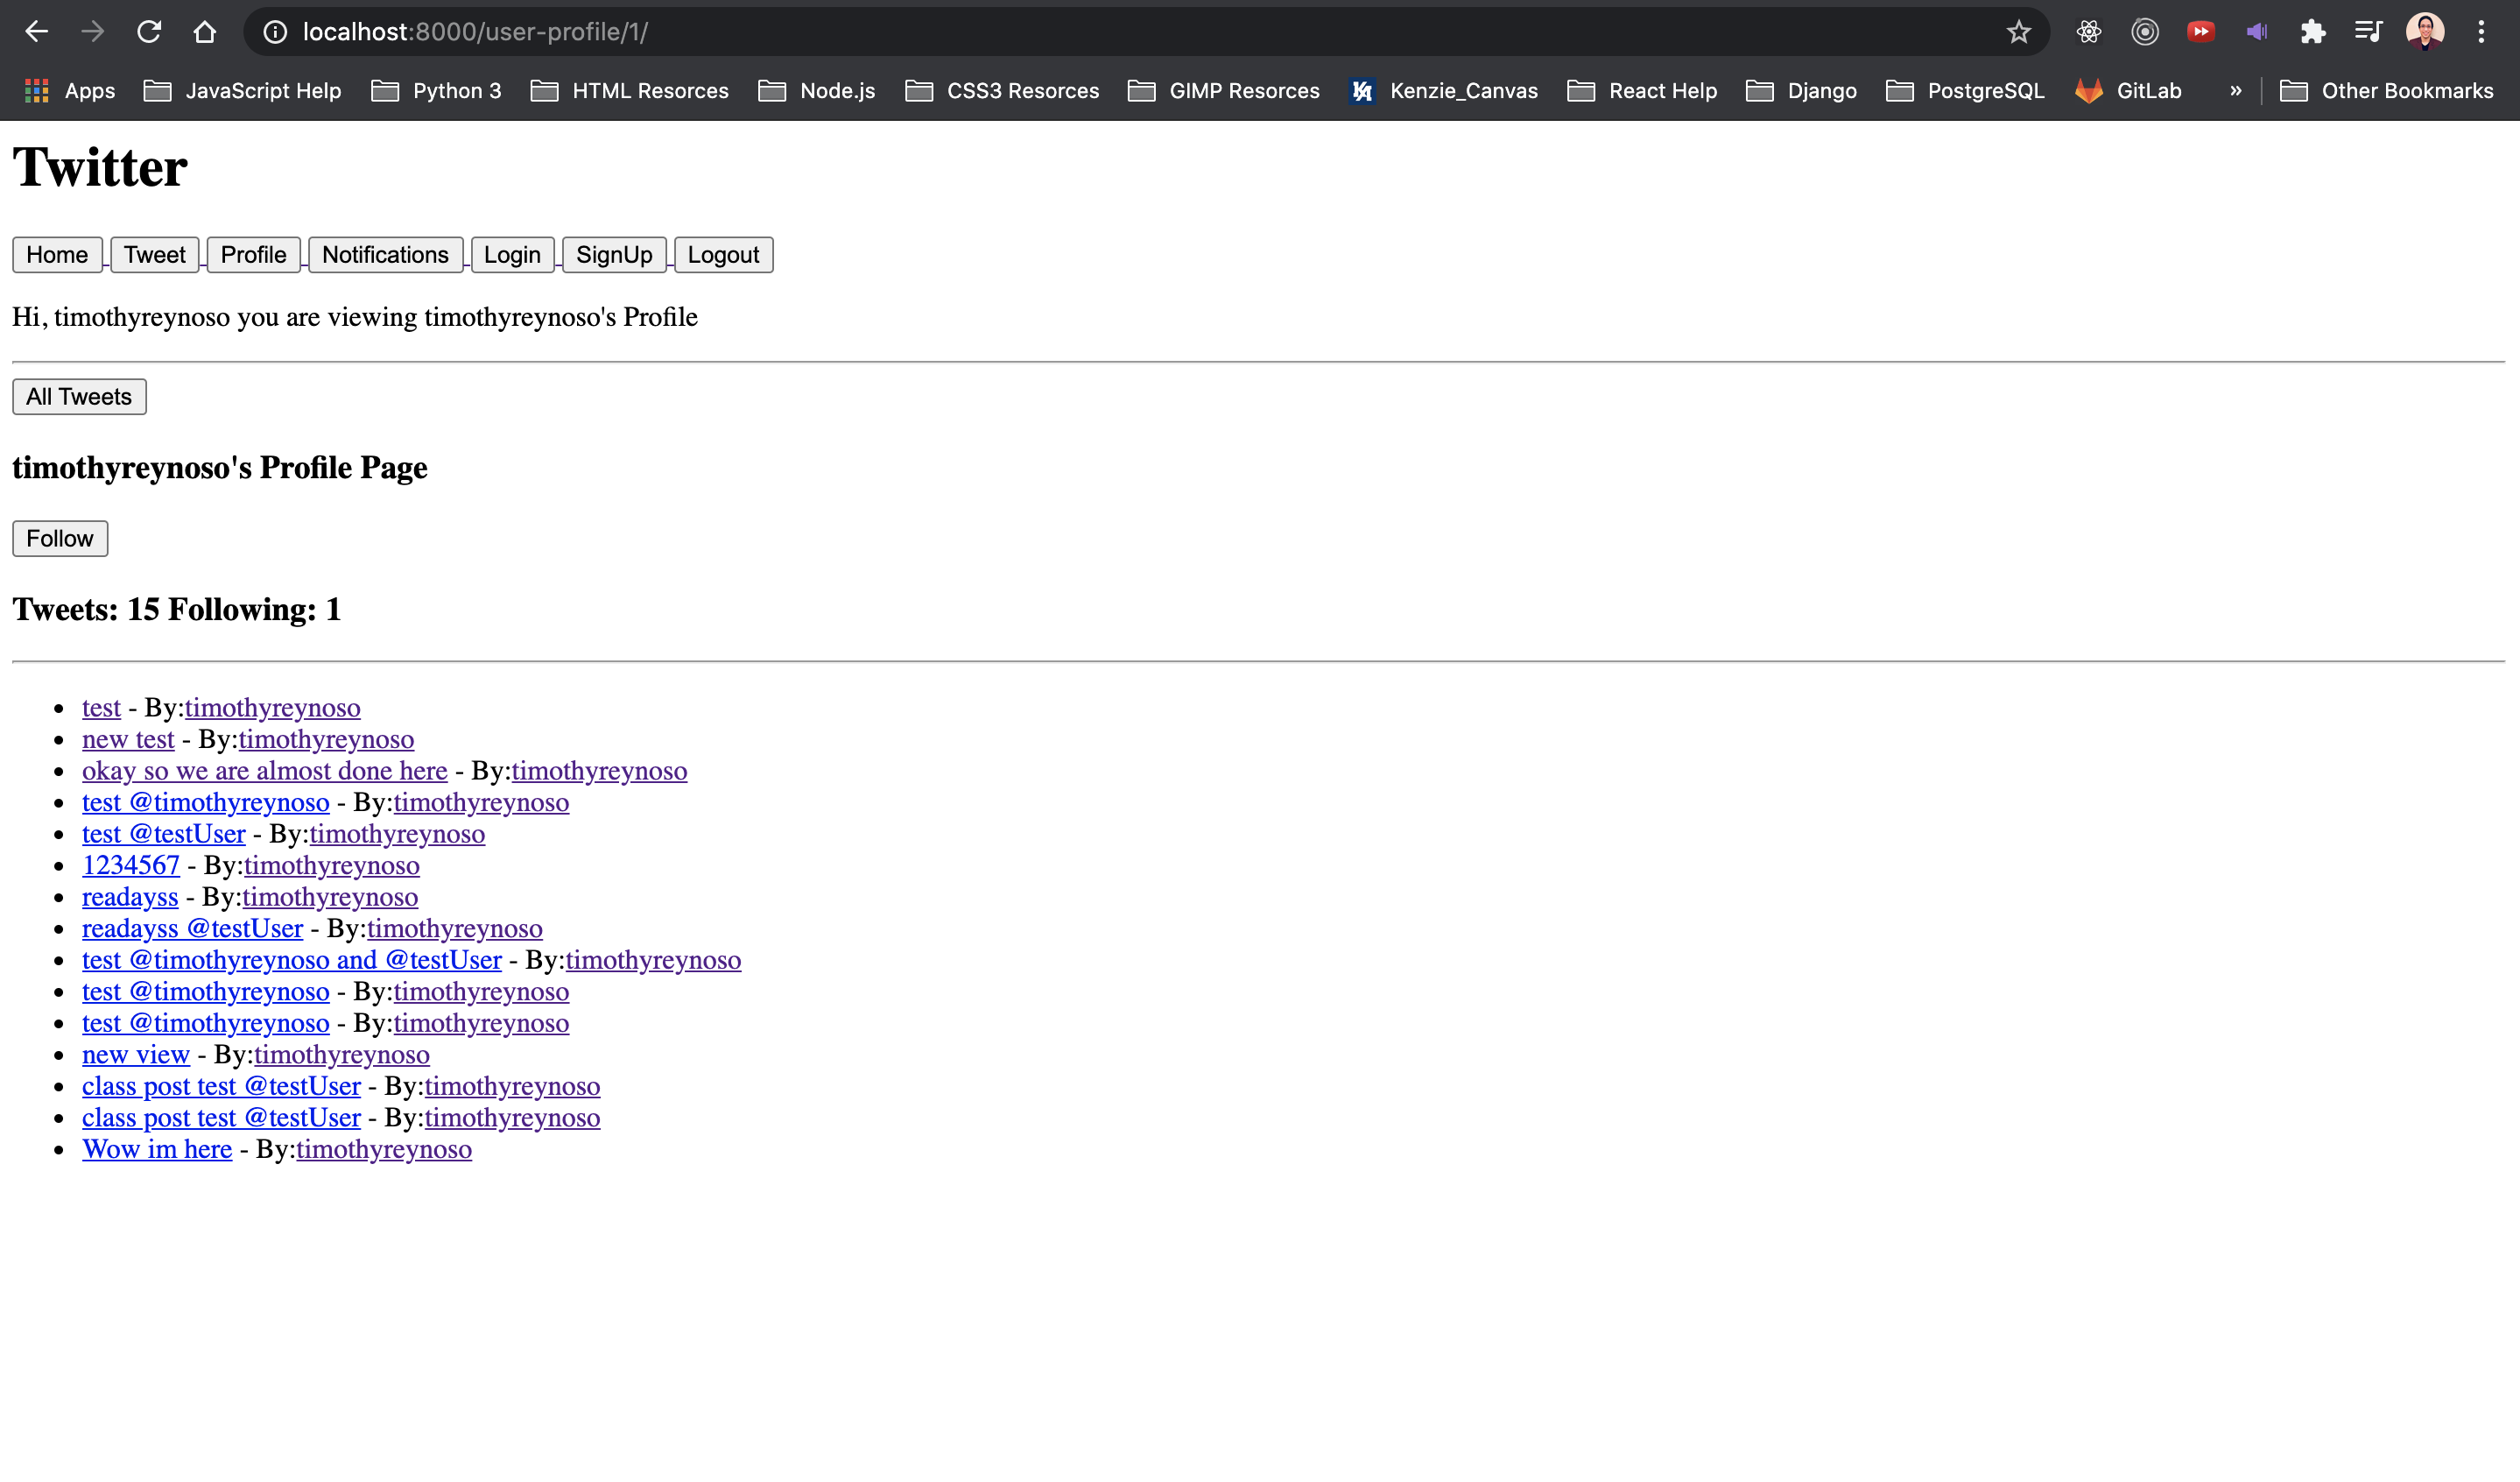 localhost:8000/user-profile/1/
Apps JavaScript Help Python 3 HTML Resorces Node.js CSS3 Resorces GIMP Resorces Kenzie_Canvas React Help Django PostgreSQL GitLab » Other Bookmarks
Twitter
Home Tweet Profile Notifications Login SignUp Logout
Hi, timothyreynoso you are viewing timothyreynoso's Profile
All Tweets
timothyreynoso's Profile Page
Follow
Tweets: 15 Following: 1
test - By:timothyreynoso
new test - By:timothyreynoso
okay so we are almost done here - By:timothyreynoso
test @timothyreynoso - By:timothyreynoso
test @testUser - By:timothyreynoso
1234567 - By:timothyreynoso
readayss - By:timothyreynoso
readayss @testUser - By:timothyreynoso
test @timothyreynoso and @testUser - By:timothyreynoso
test @timothyreynoso - By:timothyreynoso
test @timothyreynoso - By:timothyreynoso
new view - By:timothyreynoso
class post test @testUser - By:timothyreynoso
class post test @testUser - By:timothyreynoso
Wow im here - By:timothyreynoso